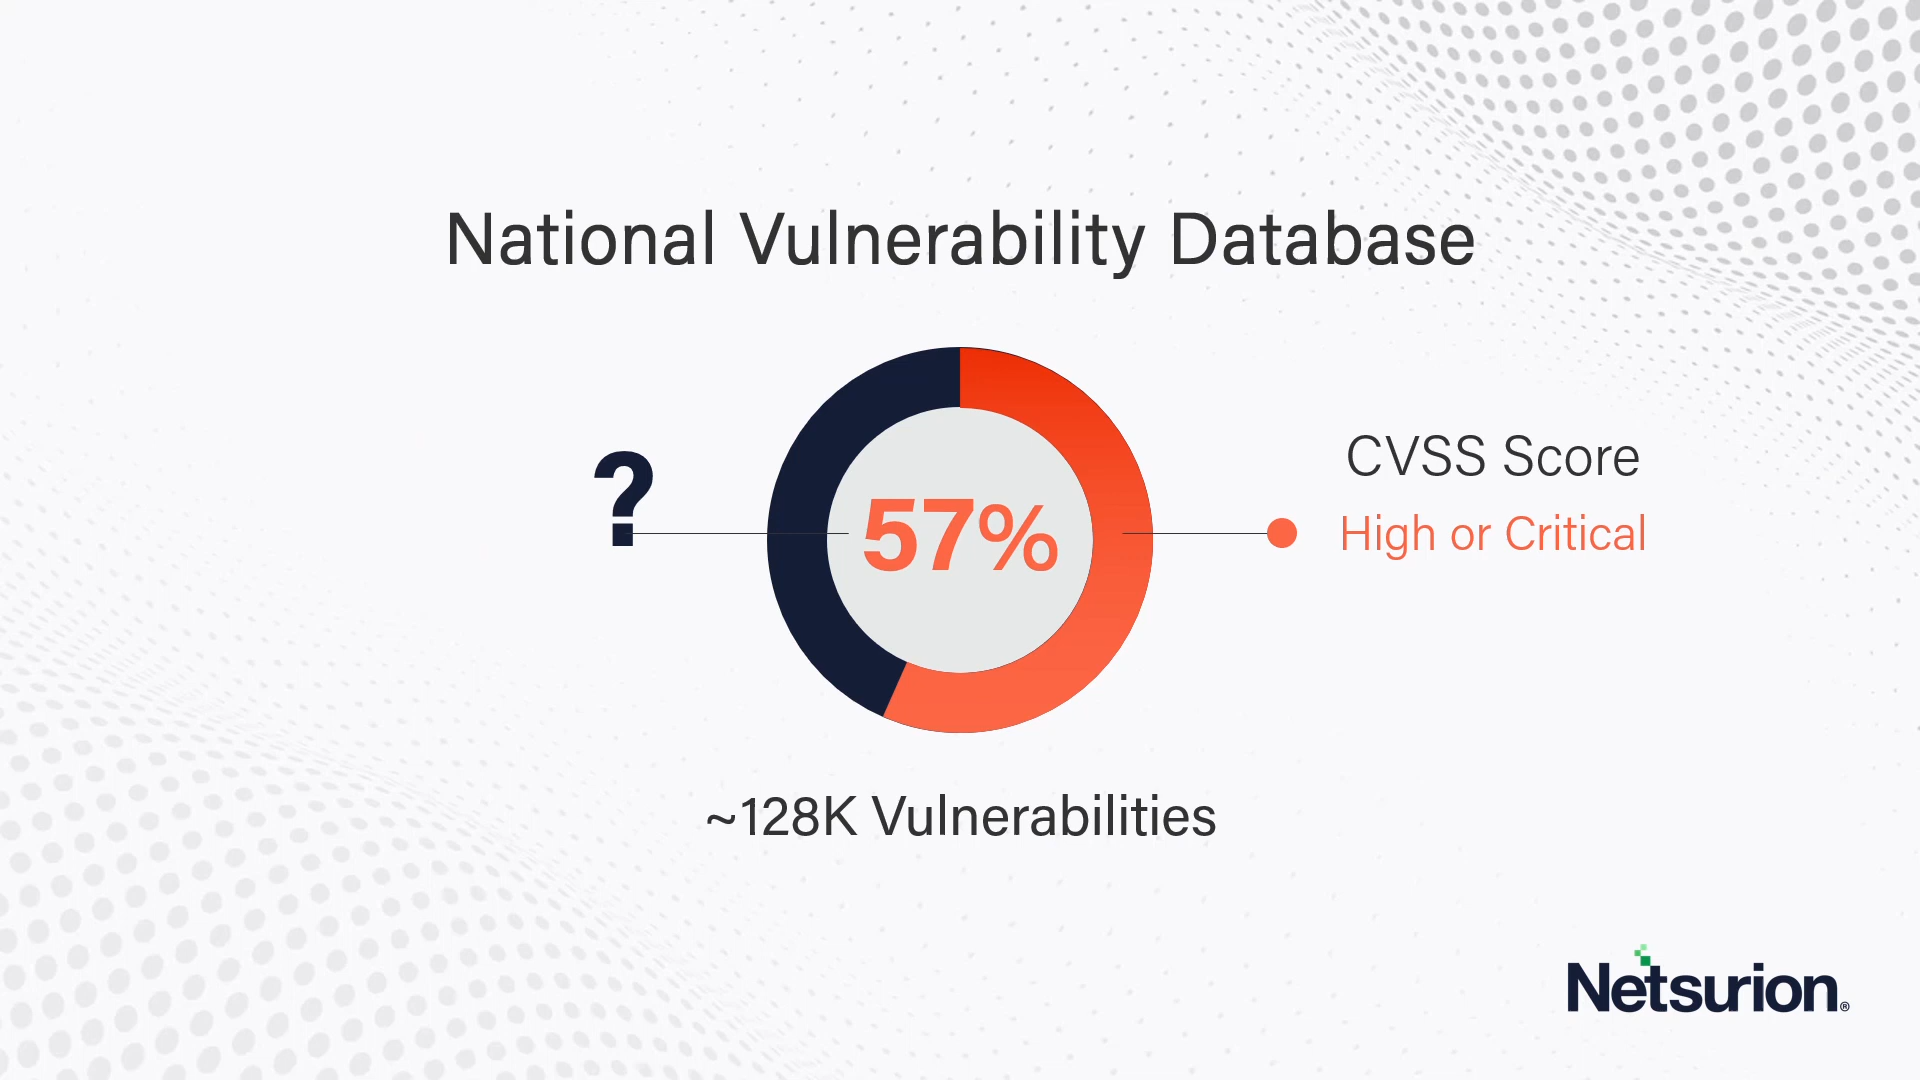 National Vulnerability Database
?
57%
CVSS Score
High or Critical
~128K Vulnerabilities
Netsurion®